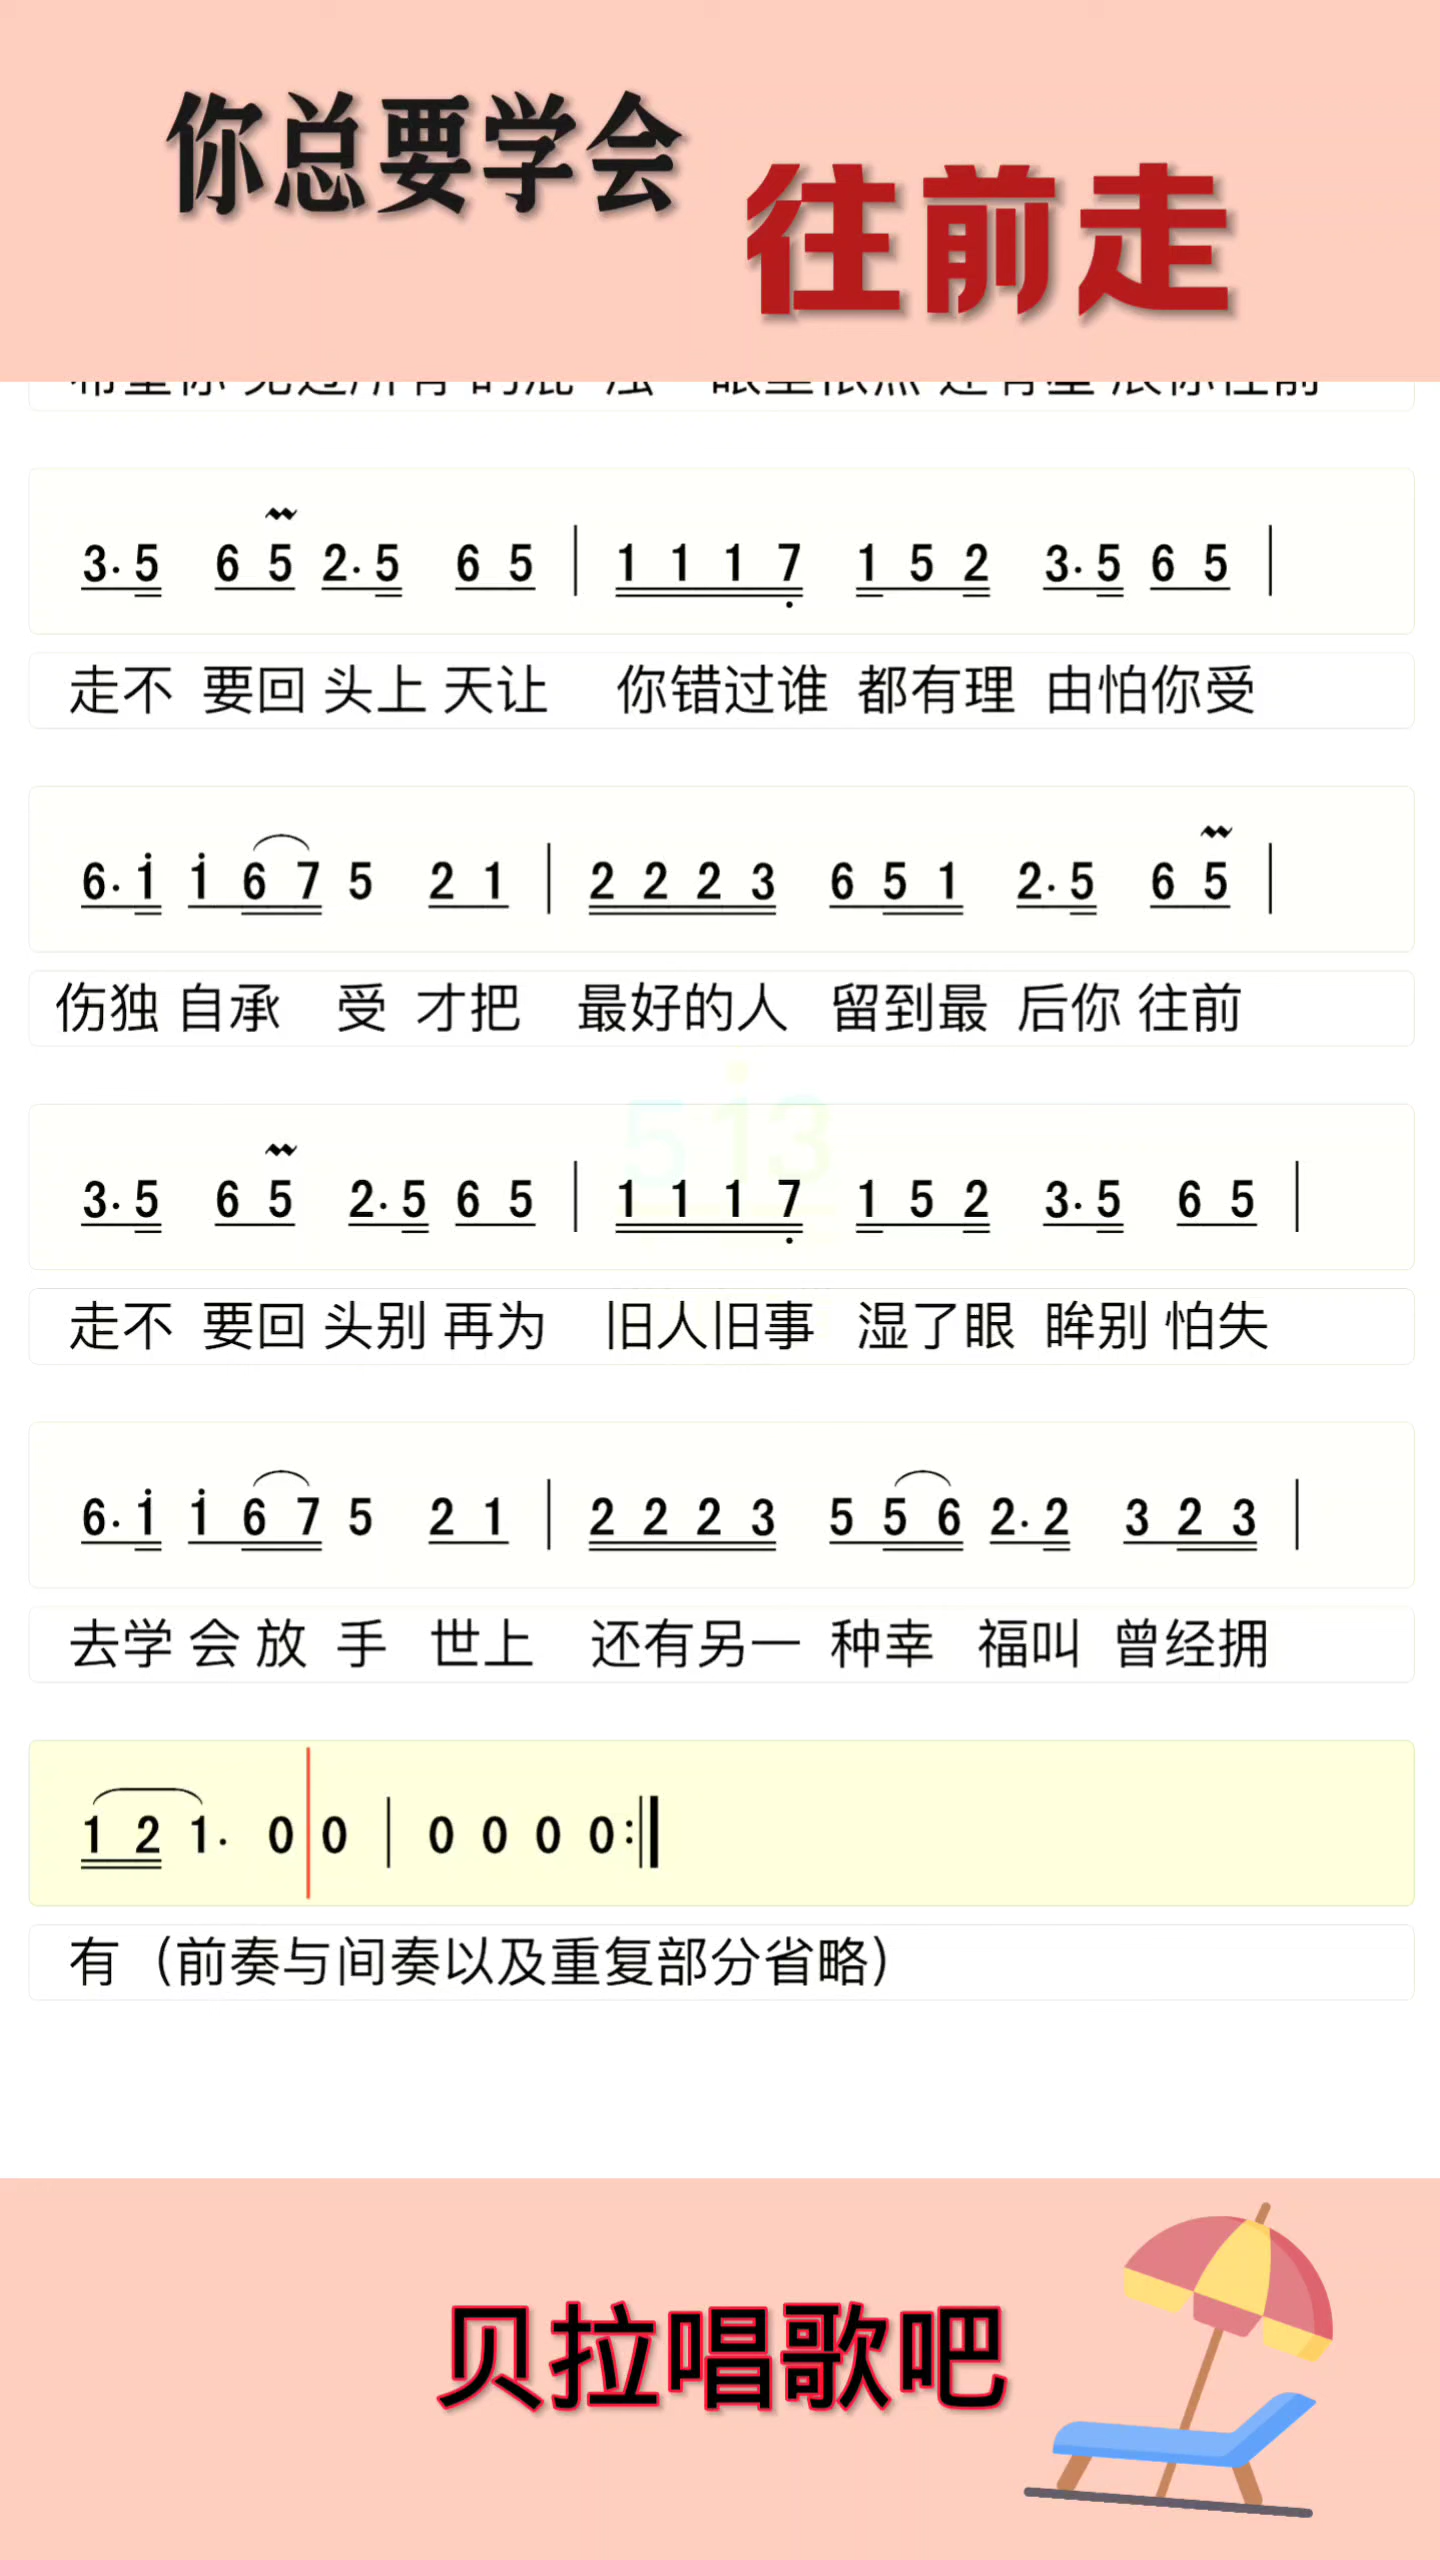 你总要学会
往前走
3. 5 6 5 2. 5 6 5 | 1 1 1 7 1 5 2 3. 5 6 5 |
走不 要回 头上 天让 你错过谁 都有理 由怕你受
6. 1 1 6 7 5 2 1 | 2 2 2 3 6 5 1 2. 5 6 5 |
伤独 自承 受 才把 最好的人 留到最 后你 往前
3. 5 6 5 2. 5 6 5 | 1 1 1 7 1 5 2 3. 5 6 5 |
走不 要回 头别 再为 旧人旧事 湿了眼 眸别 怕失
6. 1 1 6 7 5 2 1 | 2 2 2 3 5 5 6 2. 2 3 2 3 |
去学 会 放 手 世上 还有另一 种幸 福叫 曾经拥
1 2 1. 0 0 | 0 0 0 0 :‖
有（前奏与间奏以及重复部分省略）
贝拉唱歌吧